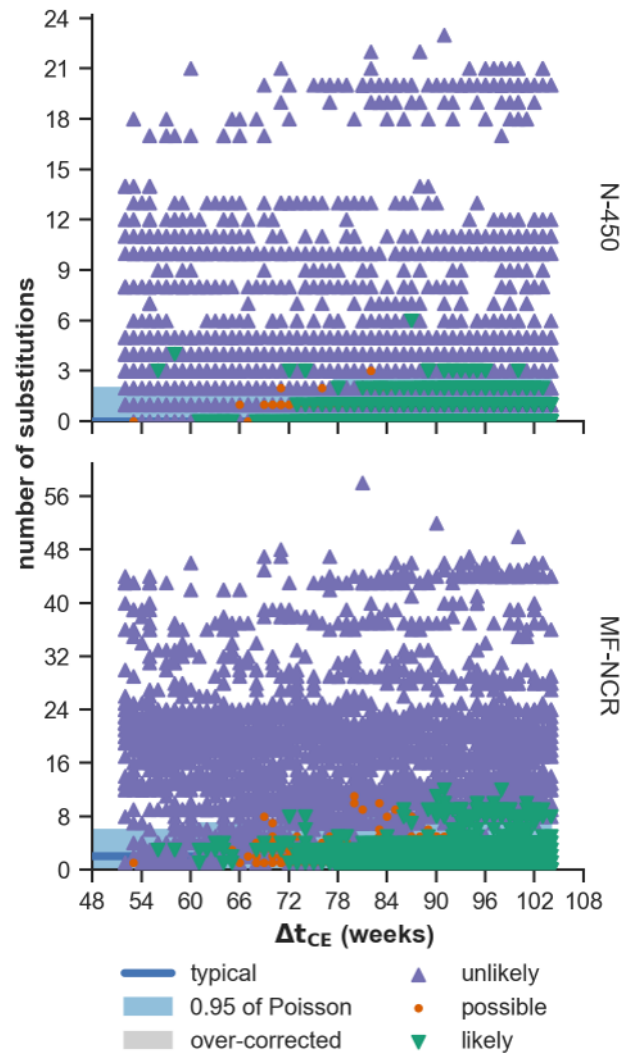 24
21
18
15
12
9
6
3
0
N-450
number of substitutions
56
48
40
32
24
16
8
0
MF-NCR
48 54 60 66 72 78 84 90 96 102 108
Δt_CE (weeks)
typical
0.95 of Poisson
over-corrected
unlikely
possible
likely